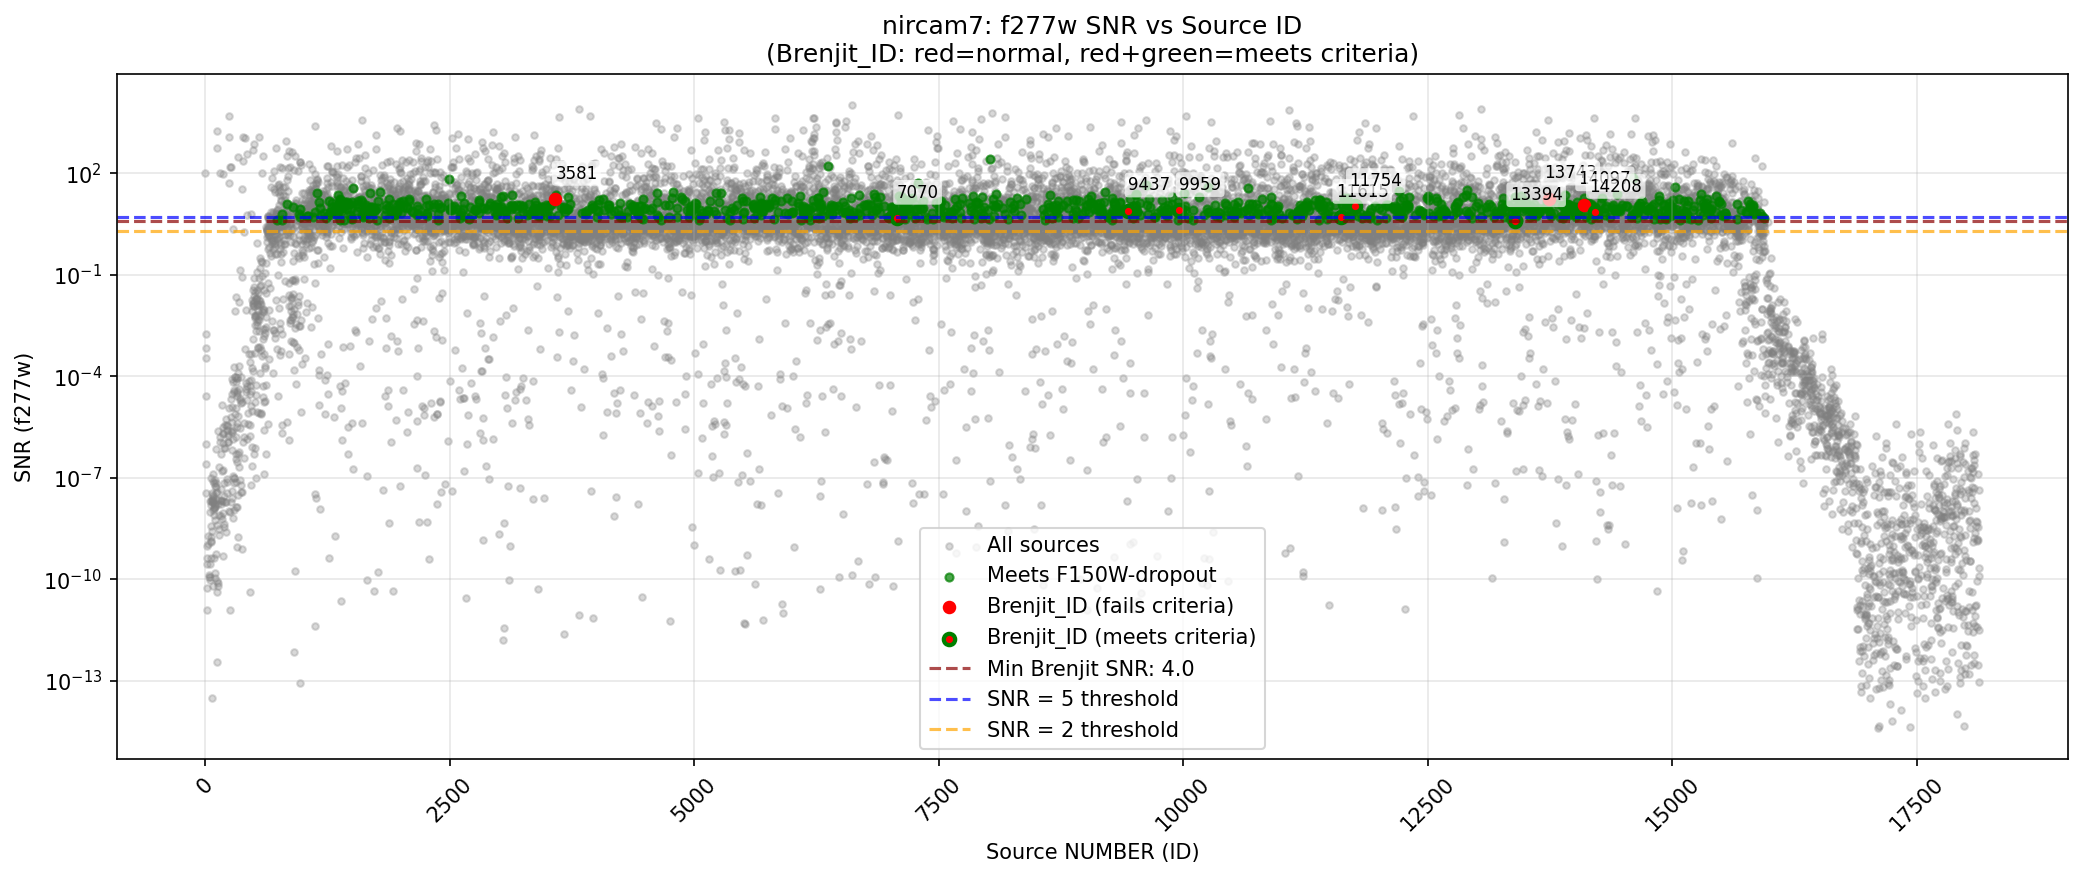 nircam7: f277w SNR vs Source ID
(Brenjit_ID: red=normal, red+green=meets criteria)
SNR (f277w)
10²
10⁻¹
10⁻⁴
10⁻⁷
10⁻¹⁰
10⁻¹³
3581
7070
9437
9959
11754
13394
14208
All sources
Meets F150W-dropout
Brenjit_ID (fails criteria)
Brenjit_ID (meets criteria)
Min Brenjit SNR: 4.0
SNR = 5 threshold
SNR = 2 threshold
0
2500
5000
7500
10000
12500
15000
17500
Source NUMBER (ID)